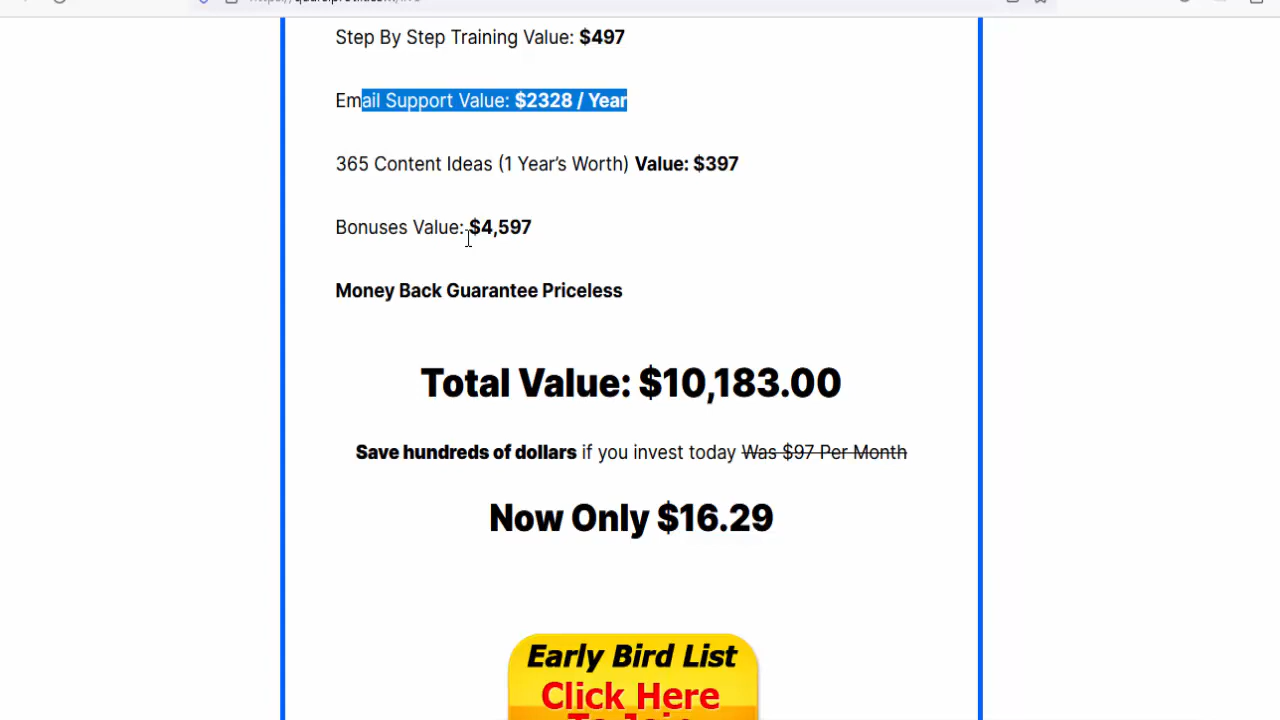 Step By Step Training Value: $497
Email Support Value: $2328 / Year
365 Content Ideas (1 Year’s Worth) Value: $397
Bonuses Value: $4,597
Money Back Guarantee Priceless
Total Value: $10,183.00
Save hundreds of dollars if you invest today Was $97 Per Month
Now Only $16.29
Early Bird List
Click Here
To Join